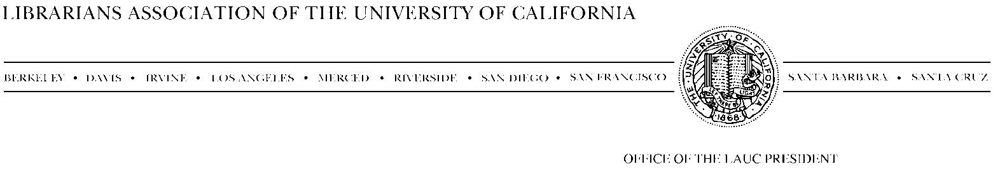 LIBRARIANS ASSOCIATION OF THE UNIVERSITY OF CALIFORNIA
BERKELEY • DAVIS • IRVINE • LOS ANGELES • MERCED • RIVERSIDE • SAN DIEGO • SAN FRANCISCO
THE · UNIVERSITY · OF · CALIFORNIA ·
LET THERE BE LIGHT
· 1868 ·
SANTA BARBARA • SANTA CRUZ
OFFICE OF THE LAUC PRESIDENT